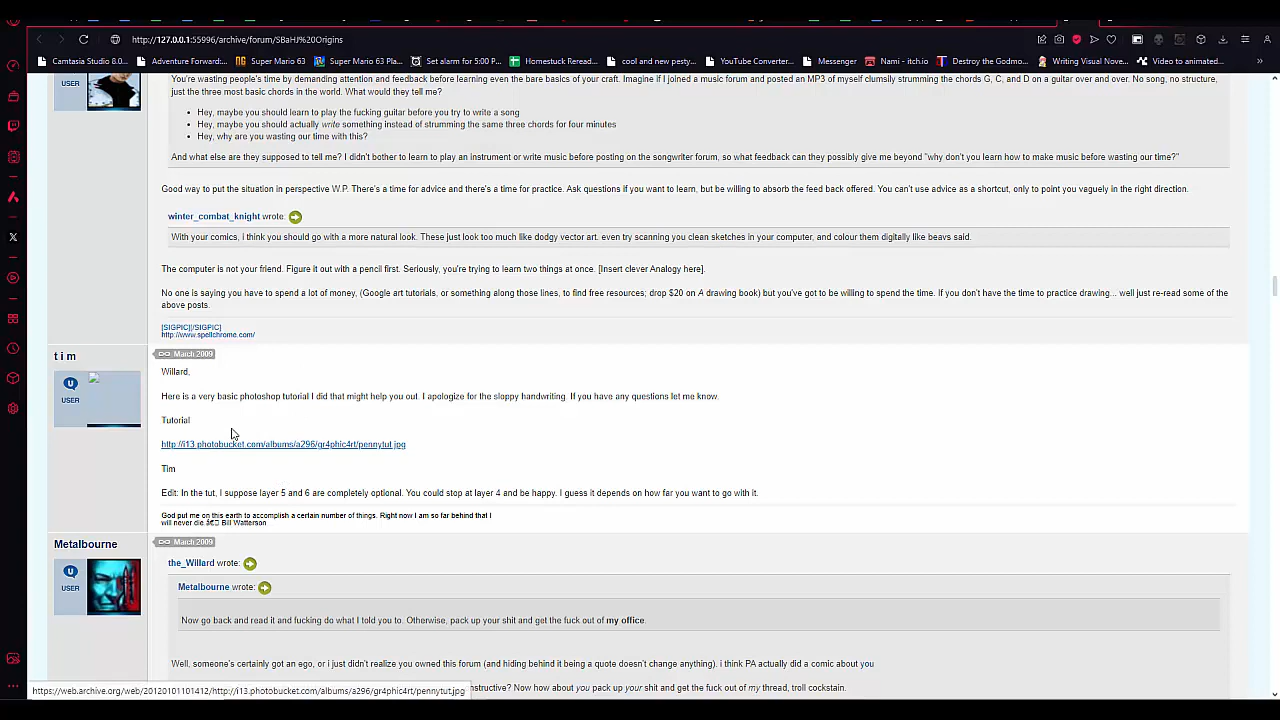 http://127.0.0.1:55996/archive/forum/SBaHJ%20Origins
Camtasia Studio 8.0... Adventure Forward:... Super Mario 63 Super Mario 63 Pla... Set alarm for 5:00 P... Homestuck Reread... cool and new pesty... YouTube Converter... Messenger Nami - itch.io Destroy the Godmo... Writing Visual Nove... Video to animated... »
USER
You're wasting people's time by demanding attention and feedback before learning even the bare basics of your craft. Imagine if I joined a music forum and posted an MP3 of myself clumsily strumming the chords G, C, and D on a guitar over and over. No song, no structure,
just the three most basic chords in the world. What would they tell me?
• Hey, maybe you should learn to play the fucking guitar before you try to write a song
• Hey, maybe you should actually write something instead of strumming the same three chords for four minutes
• Hey, why are you wasting our time with this?
And what else are they supposed to tell me? I didn't bother to learn to play an instrument or write music before posting on the songwriter forum, so what feedback can they possibly give me beyond "why don't you learn how to make music before wasting our time?"
Good way to put the situation in perspective W.P. There's a time for advice and there's a time for practice. Ask questions if you want to learn, but be willing to absorb the feed back offered. You can't use advice as a shortcut, only to point you vaguely in the right direction.
winter_combat_knight wrote:
With your comics, i think you should go with a more natural look. These just look too much like dodgy vector art. even try scanning you clean sketches in your computer, and colour them digitally like beavs said.
The computer is not your friend. Figure it out with a pencil first. Seriously, you're trying to learn two things at once. [Insert clever Analogy here].
No one is saying you have to spend a lot of money, (Google art tutorials, or something along those lines, to find free resources; drop $20 on A drawing book) but you've got to be willing to spend the time. If you don't have the time to practice drawing... well just re-read some of the
above posts.
[SIGPIC][/SIGPIC]
http://www.spellchrome.com/
t i m
March 2009
USER
Willard,
Here is a very basic photoshop tutorial I did that might help you out. I apologize for the sloppy handwriting. If you have any questions let me know.
Tutorial
http://i13.photobucket.com/albums/a296/gr4phic4rt/pennytut.jpg
Tim
Edit: In the tut, I suppose layer 5 and 6 are completely optional. You could stop at layer 4 and be happy. I guess it depends on how far you want to go with it.
God put me on this earth to accomplish a certain number of things. Right now I am so far behind that I
will never die â€ Bill Watterson
Metalbourne
March 2009
USER
the_Willard wrote:
Metalbourne wrote:
Now go back and read it and fucking do what I told you to. Otherwise, pack up your shit and get the fuck out of my office.
Well, someone's certainly got an ego, or i just didn't realize you owned this forum (and hiding behind it being a quote doesn't change anything). i think PA actually did a comic about you
nstructive? Now how about you pack up your shit and get the fuck out of my thread, troll cockstain.
https://web.archive.org/web/20120101101412/http://i13.photobucket.com/albums/a296/gr4phic4rt/pennytut.jpg